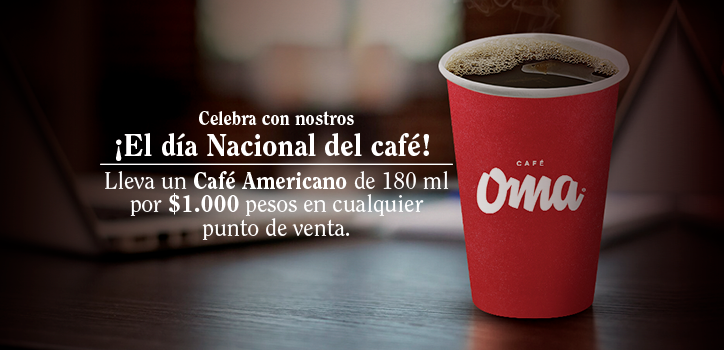 Celebra con nostros
¡El día Nacional del café!
Lleva un Café Americano de 180 ml
por $1.000 pesos en cualquier
punto de venta.
CAFÉ
Oma